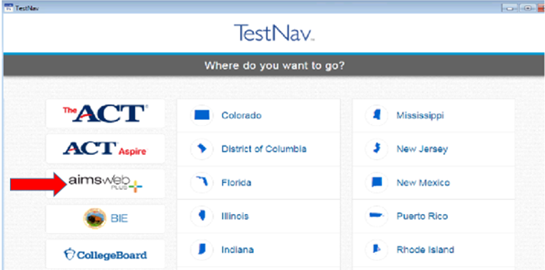 TestNav
TestNav
Where do you want to go?
The ACT
ACT Aspire
aimsweb PLUS
BIE
CollegeBoard
Colorado
District of Columbia
Florida
Illinois
Indiana
Mississippi
New Jersey
New Mexico
Puerto Rico
Rhode Island